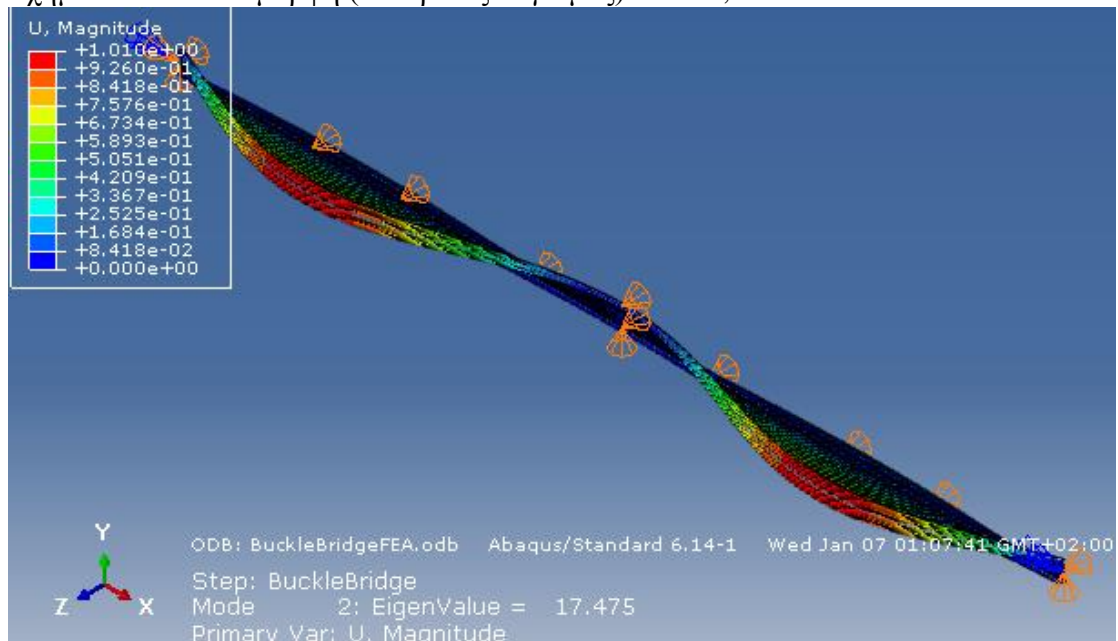 U, Magnitude
+1.010e+00
+9.260e-01
+8.418e-01
+7.576e-01
+6.734e-01
+5.893e-01
+5.051e-01
+4.209e-01
+3.367e-01
+2.525e-01
+1.684e-01
+8.418e-02
+0.000e+00
Y
Z X
ODB: BuckleBridgeFEA.odb Abaqus/Standard 6.14-1 Wed Jan 07 01:07:41 GMT+02:00
Step: BuckleBridge
Mode 2: EigenValue = 17.475
Primary Var: U, Magnitude